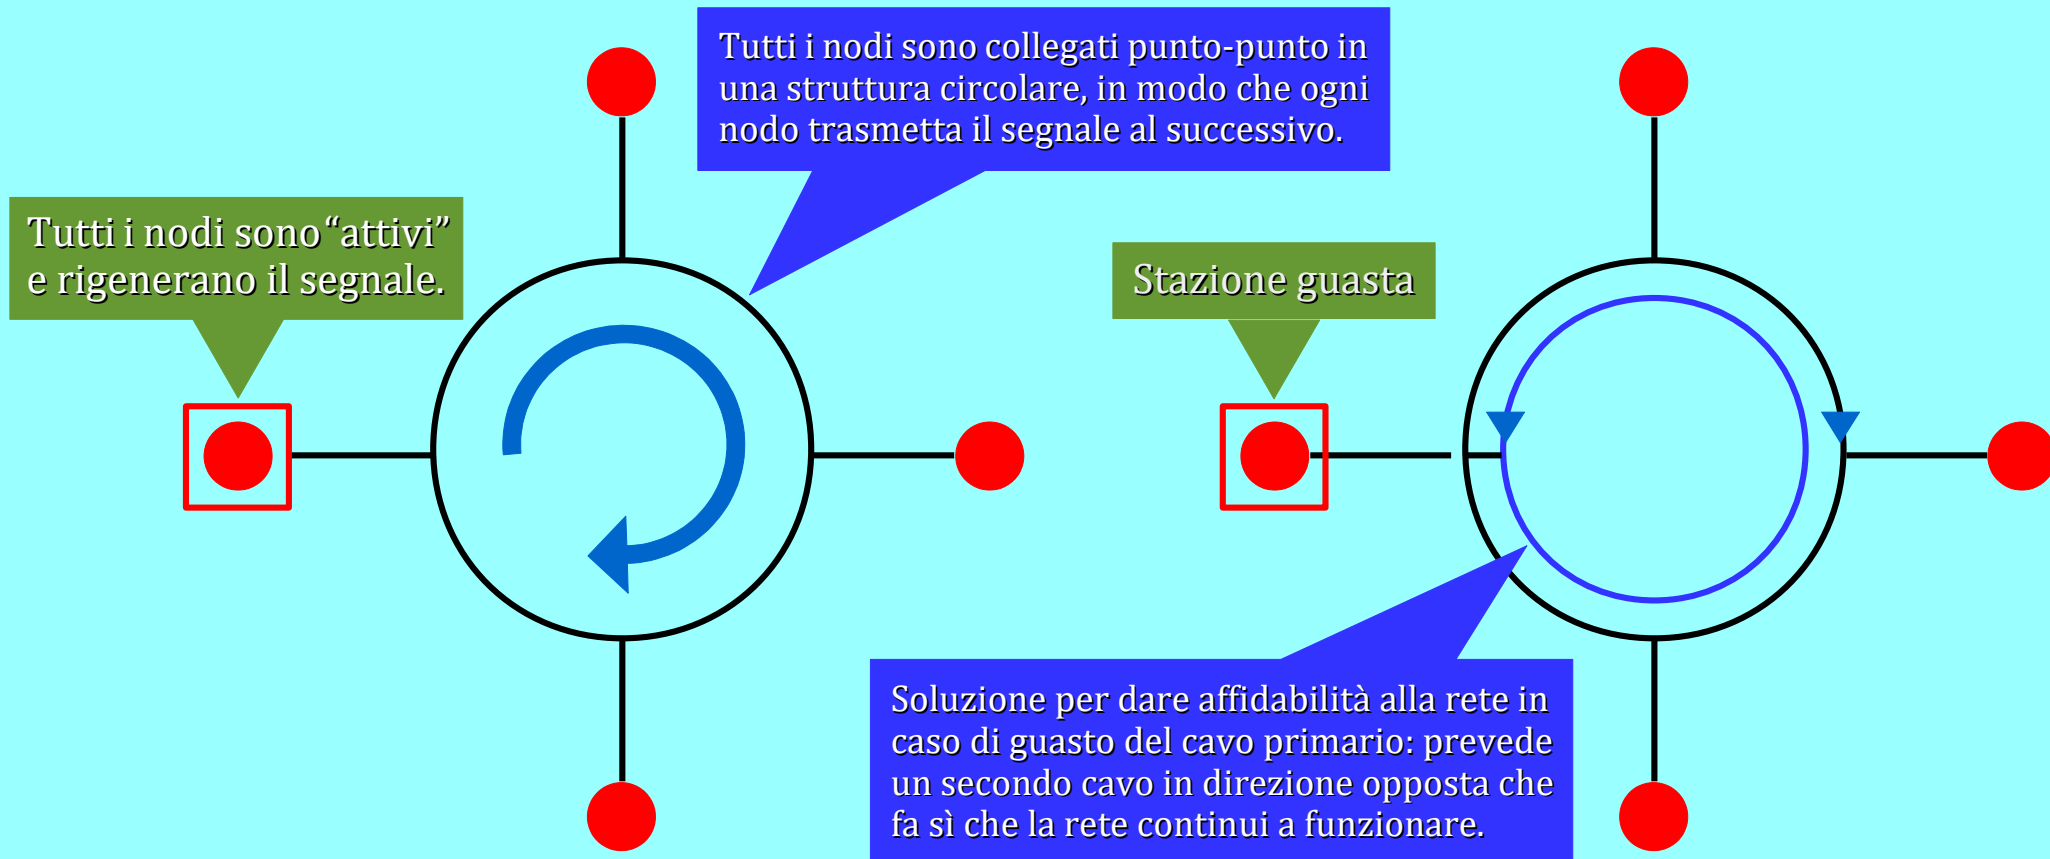 Tutti i nodi sono collegati punto-punto in
una struttura circolare, in modo che ogni
nodo trasmetta il segnale al successivo.
Tutti i nodi sono “attivi”
e rigenerano il segnale.
Stazione guasta
Soluzione per dare affidabilità alla rete in
caso di guasto del cavo primario: prevede
un secondo cavo in direzione opposta che
fa sì che la rete continui a funzionare.